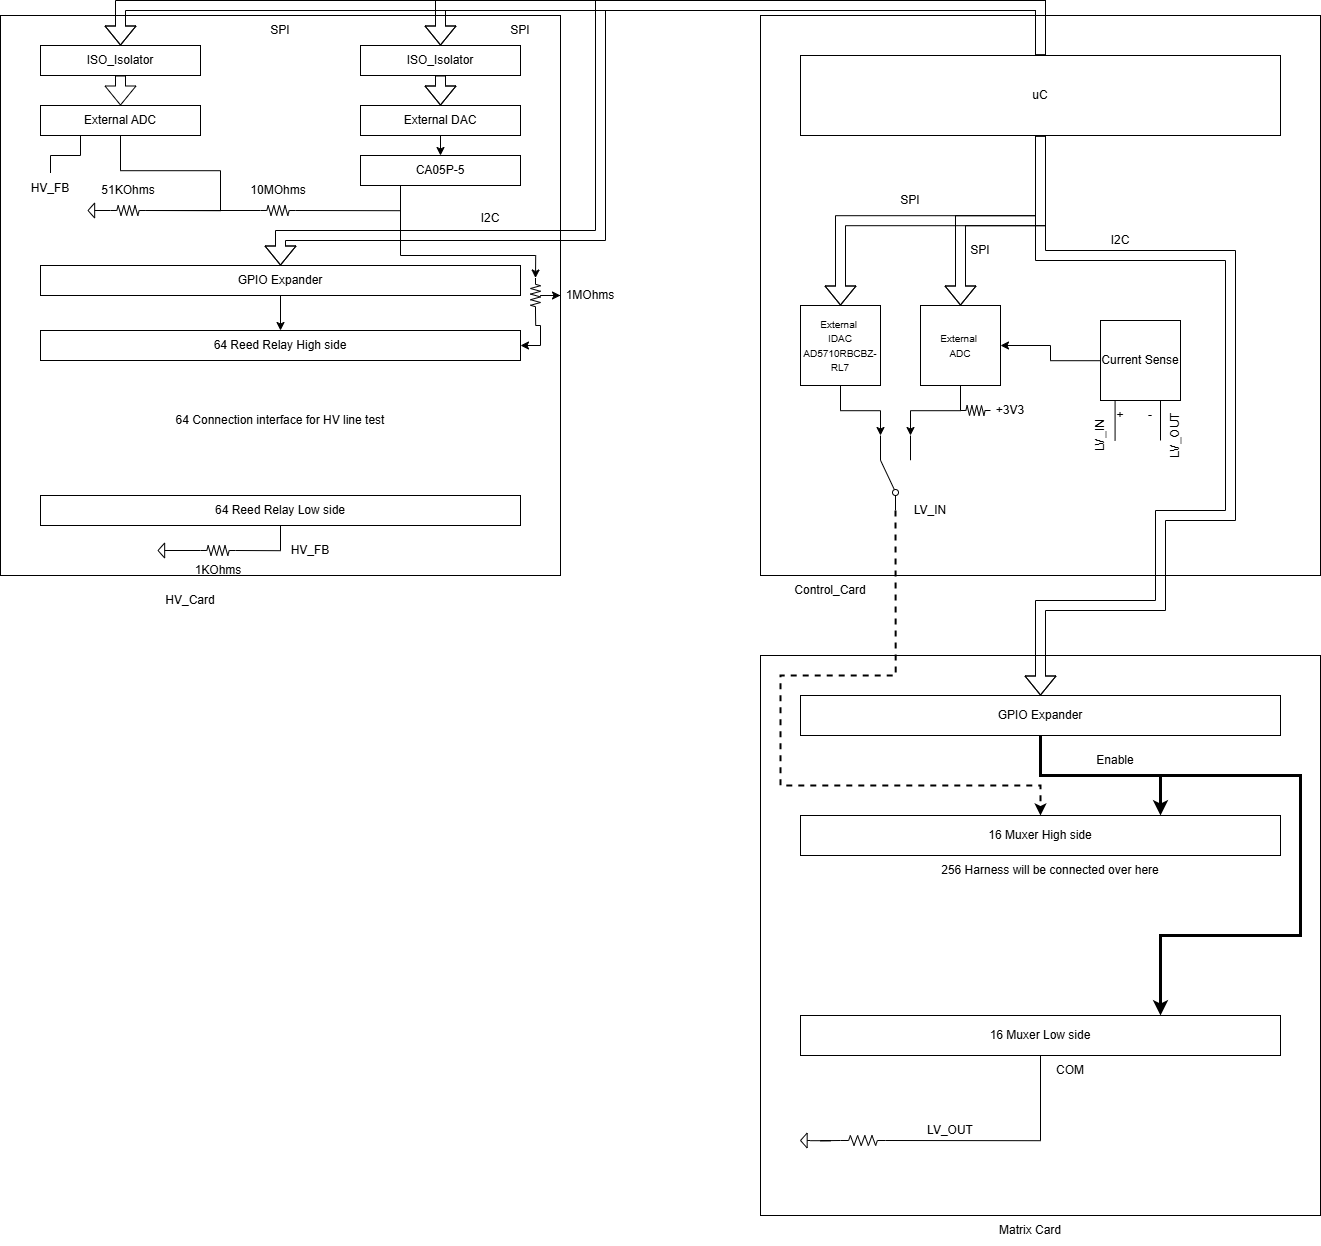 SPI
SPI
ISO_Isolator
ISO_Isolator
External ADC
External DAC
CA05P-5
HV_FB
51KOhms
10MOhms
I2C
GPIO Expander
1MOhms
64 Reed Relay High side
64 Connection interface for HV line test
64 Reed Relay Low side
HV_FB
1KOhms
HV_Card
uC
SPI
SPI
I2C
External
IDAC
AD5710RBCBZ-
RL7
External
ADC
Current Sense
+3V3
+
-
LV_IN
LV_OUT
LV_IN
Control_Card
GPIO Expander
Enable
16 Muxer High side
256 Harness will be connected over here
16 Muxer Low side
COM
LV_OUT
Matrix Card